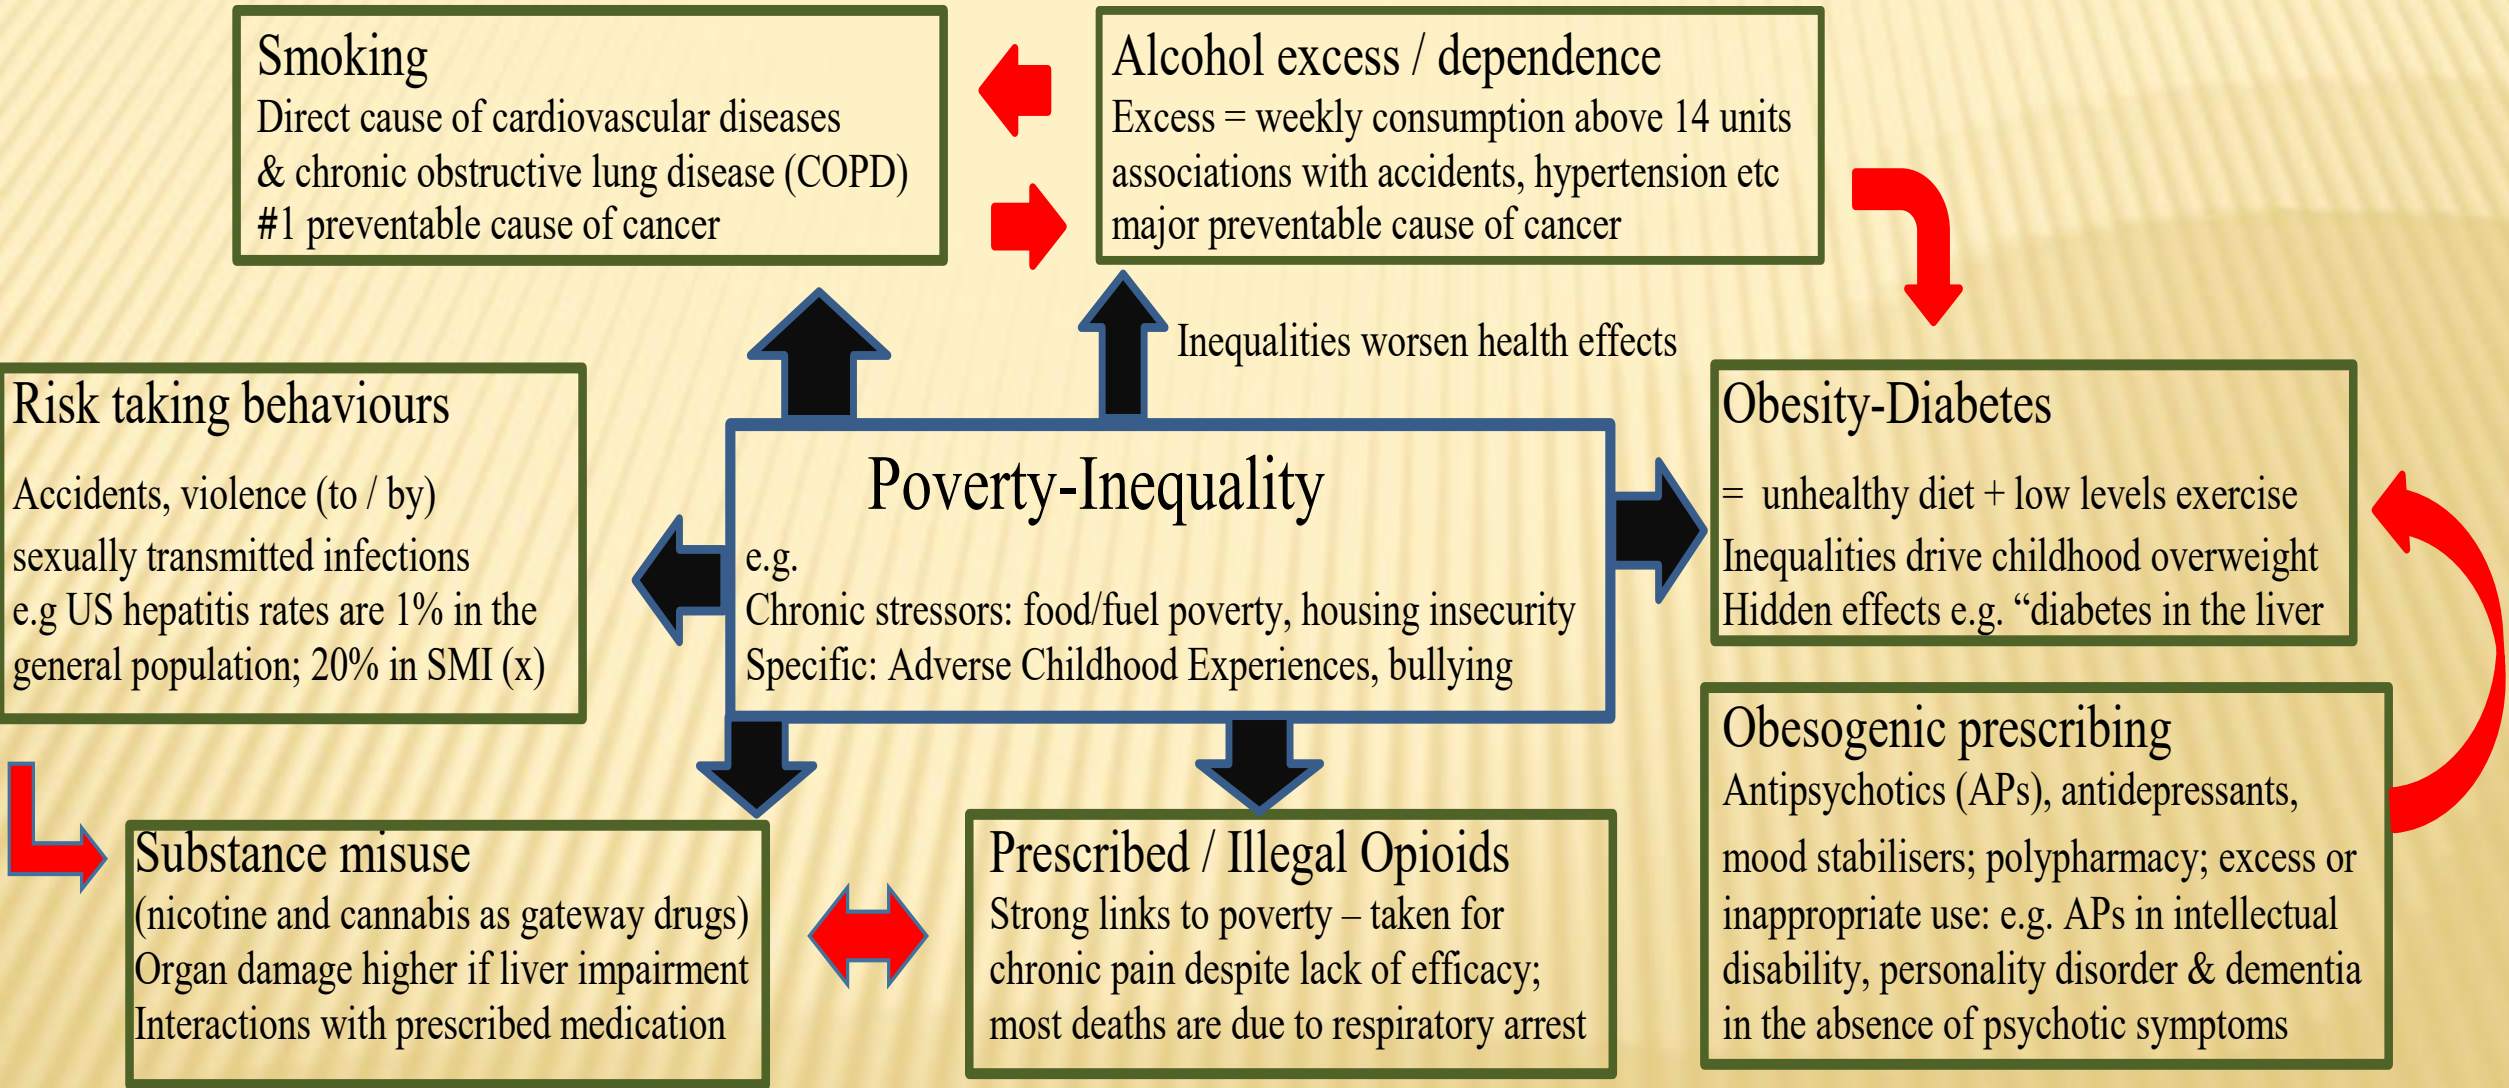 Smoking
Direct cause of cardiovascular diseases
& chronic obstructive lung disease (COPD)
#1 preventable cause of cancer
Alcohol excess / dependence
Excess = weekly consumption above 14 units
associations with accidents, hypertension etc
major preventable cause of cancer
Inequalities worsen health effects
Risk taking behaviours
Accidents, violence (to / by)
sexually transmitted infections
e.g US hepatitis rates are 1% in the
general population; 20% in SMI (x)
Poverty-Inequality
e.g.
Chronic stressors: food/fuel poverty, housing insecurity
Specific: Adverse Childhood Experiences, bullying
Obesity-Diabetes
= unhealthy diet + low levels exercise
Inequalities drive childhood overweight
Hidden effects e.g. “diabetes in the liver
Substance misuse
(nicotine and cannabis as gateway drugs)
Organ damage higher if liver impairment
Interactions with prescribed medication
Prescribed / Illegal Opioids
Strong links to poverty – taken for
chronic pain despite lack of efficacy;
most deaths are due to respiratory arrest
Obesogenic prescribing
Antipsychotics (APs), antidepressants,
mood stabilisers; polypharmacy; excess or
inappropriate use: e.g. APs in intellectual
disability, personality disorder & dementia
in the absence of psychotic symptoms